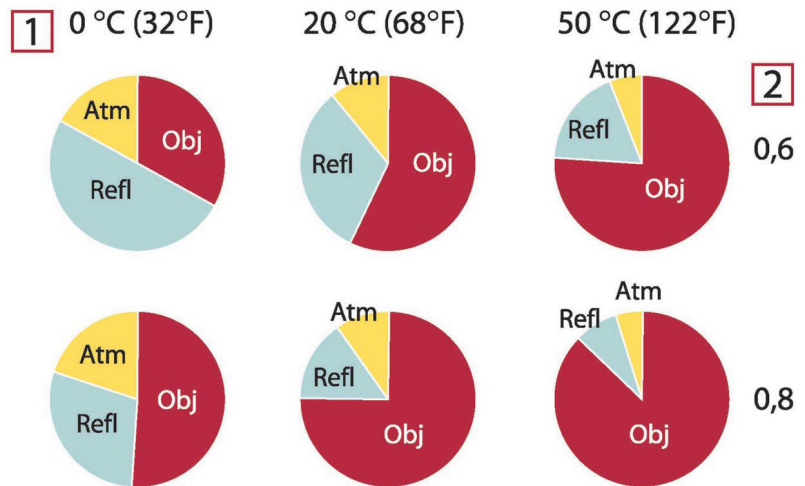 1 0 °C (32°F) 20 °C (68°F) 50 °C (122°F)
Atm Obj Refl
Atm Refl Obj
Atm Refl Obj
2
0,6
Atm Obj Refl
Atm Refl Obj
Atm Refl Obj
0,8